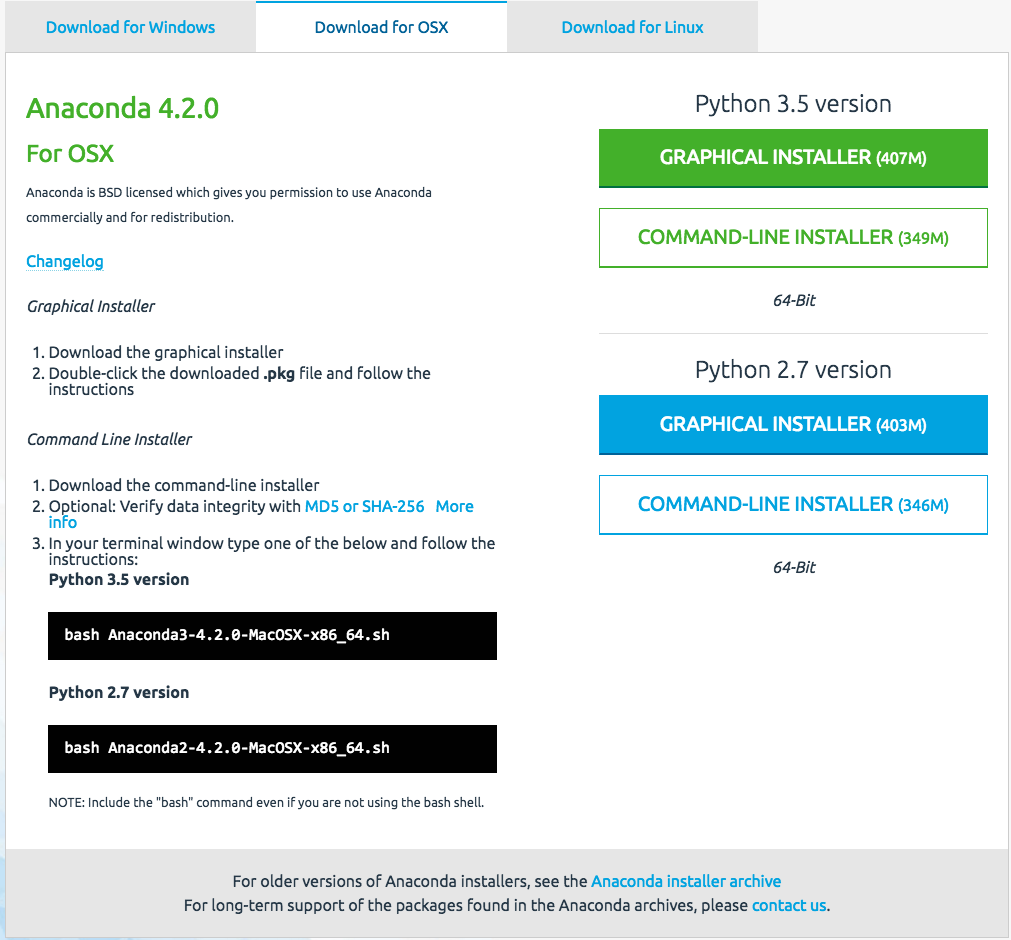 Download for Windows
Download for OSX
Download for Linux
Anaconda 4.2.0
For OSX
Anaconda is BSD licensed which gives you permission to use Anaconda
commercially and for redistribution.
Changelog
Graphical Installer
1. Download the graphical installer
2. Double-click the downloaded .pkg file and follow the
instructions
Command Line Installer
1. Download the command-line installer
2. Optional: Verify data integrity with MD5 or SHA-256 More
info
3. In your terminal window type one of the below and follow the
instructions:
Python 3.5 version
bash Anaconda3-4.2.0-MacOSX-x86_64.sh
Python 2.7 version
bash Anaconda2-4.2.0-MacOSX-x86_64.sh
NOTE: Include the "bash" command even if you are not using the bash shell.
Python 3.5 version
GRAPHICAL INSTALLER (407M)
COMMAND-LINE INSTALLER (349M)
64-Bit
Python 2.7 version
GRAPHICAL INSTALLER (403M)
COMMAND-LINE INSTALLER (346M)
64-Bit
For older versions of Anaconda installers, see the Anaconda installer archive
For long-term support of the packages found in the Anaconda archives, please contact us.